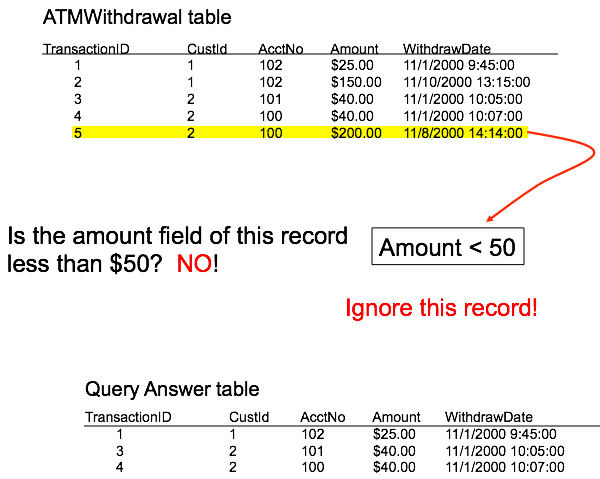 ATMWithdrawal table
TransactionID CustId AcctNo Amount WithdrawDate
1 1 102 $25.00 11/1/2000 9:45:00
2 1 102 $150.00 11/10/2000 13:15:00
3 2 101 $40.00 11/1/2000 10:05:00
4 2 100 $40.00 11/1/2000 10:07:00
5 2 100 $200.00 11/8/2000 14:14:00
Is the amount field of this record
less than $50? NO!
Amount < 50
Ignore this record!
Query Answer table
TransactionID CustId AcctNo Amount WithdrawDate
1 1 102 $25.00 11/1/2000 9:45:00
3 2 101 $40.00 11/1/2000 10:05:00
4 2 100 $40.00 11/1/2000 10:07:00